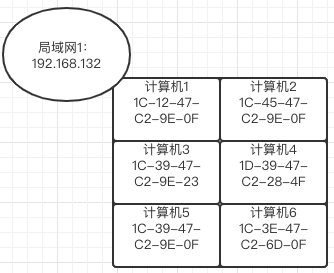 局域网1：
192.168.132
计算机1
1C-12-47-
C2-9E-0F
计算机2
1C-45-47-
C2-9E-0F
计算机3
1C-39-47-
C2-9E-23
计算机4
1D-39-47-
C2-28-4F
计算机5
1C-39-47-
C2-9E-0F
计算机6
1C-3E-47-
C2-6D-0F